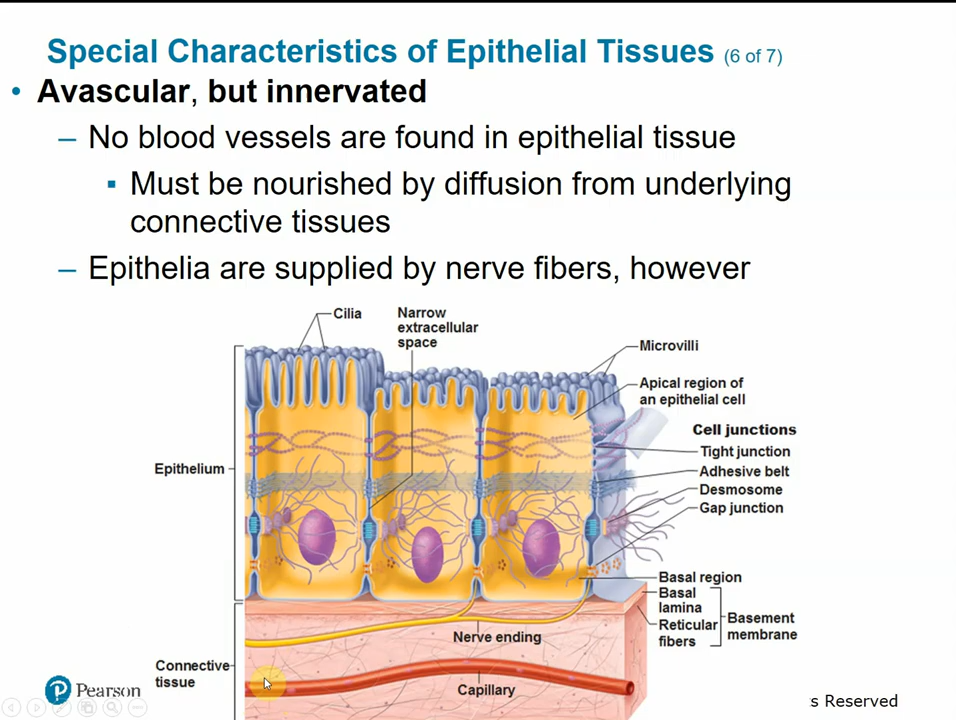 Special Characteristics of Epithelial Tissues (6 of 7)
• Avascular, but innervated
– No blood vessels are found in epithelial tissue
▪ Must be nourished by diffusion from underlying
connective tissues
– Epithelia are supplied by nerve fibers, however
Cilia
Narrow
extracellular
space
Microvilli
Apical region of
an epithelial cell
Cell junctions
Tight junction
Epithelium
Adhesive belt
Desmosome
Gap junction
Basal region
Basal
lamina
Reticular
fibers
Basement
membrane
Nerve ending
Connective
tissue
Capillary
P Pearson
s Reserved